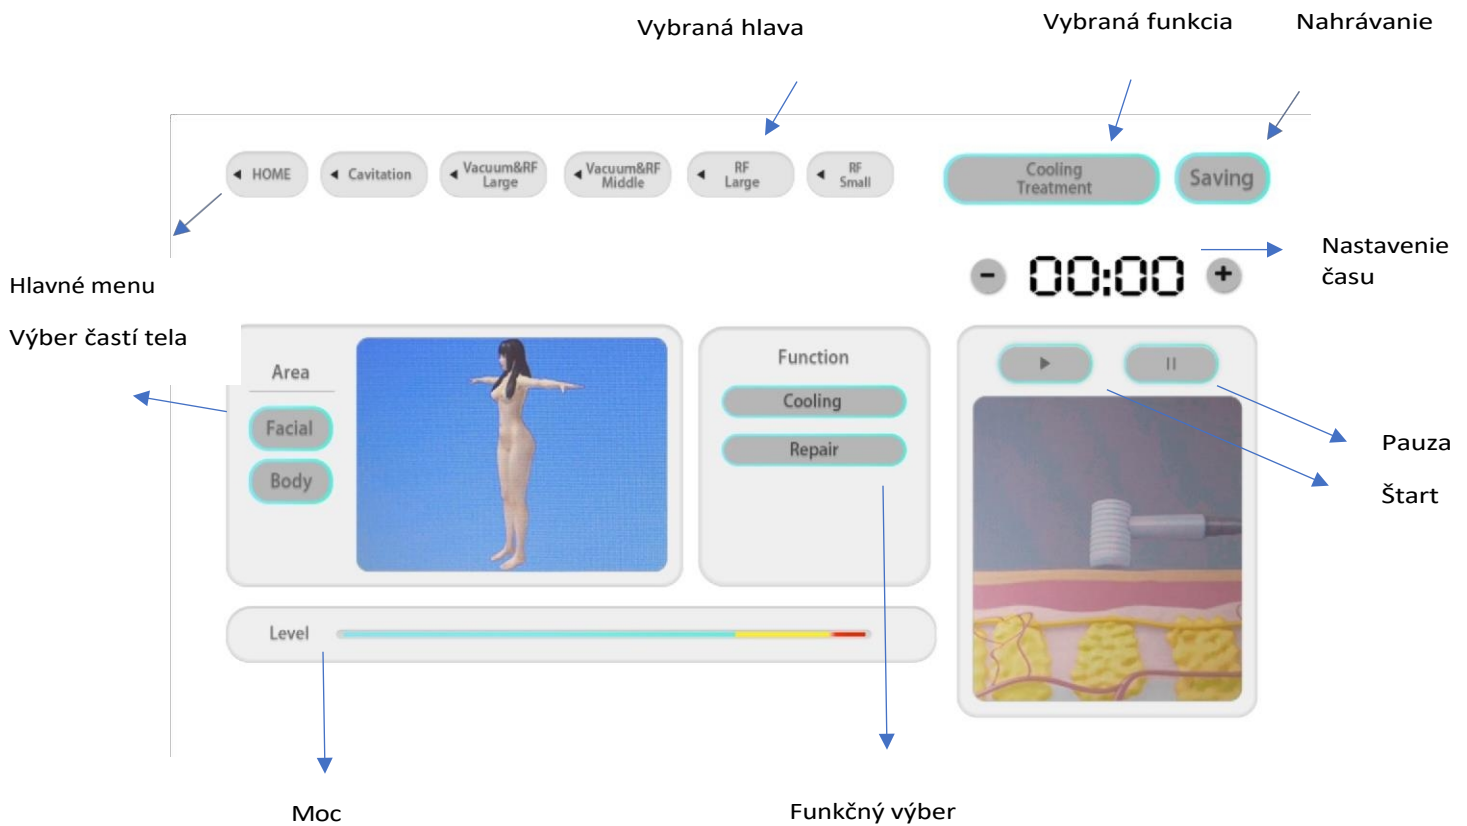 Vybraná hlava
Vybraná funkcia
Nahrávanie
HOME
Cavitation
Vacuum&RF
Large
Vacuum&RF
Middle
RF
Large
RF
Small
Cooling
Treatment
Saving
Hlavné menu
- 00:00 +
Nastavenie
času
Výber častí tela
Area
Facial
Body
Function
Cooling
Repair
Pauza
Štart
Level
Moc
Funkčný výber